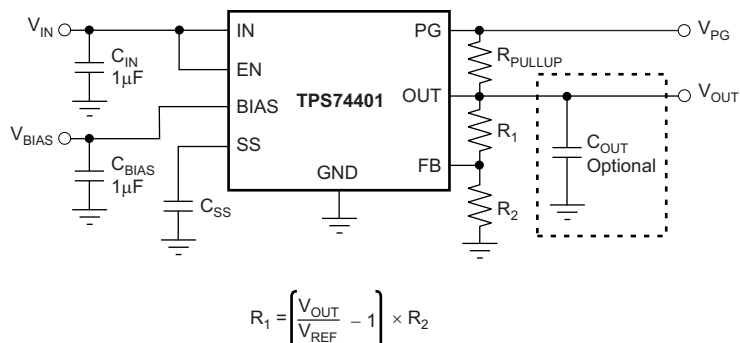 V_IN
C_IN
1µF
V_BIAS
C_BIAS
1µF
C_SS
IN
EN
BIAS
SS
TPS74401
GND
PG
OUT
FB
R_PULLUP
R_1
R_2
V_PG
V_OUT
C_OUT
Optional
R_1 = [V_OUT / V_REF − 1] × R_2